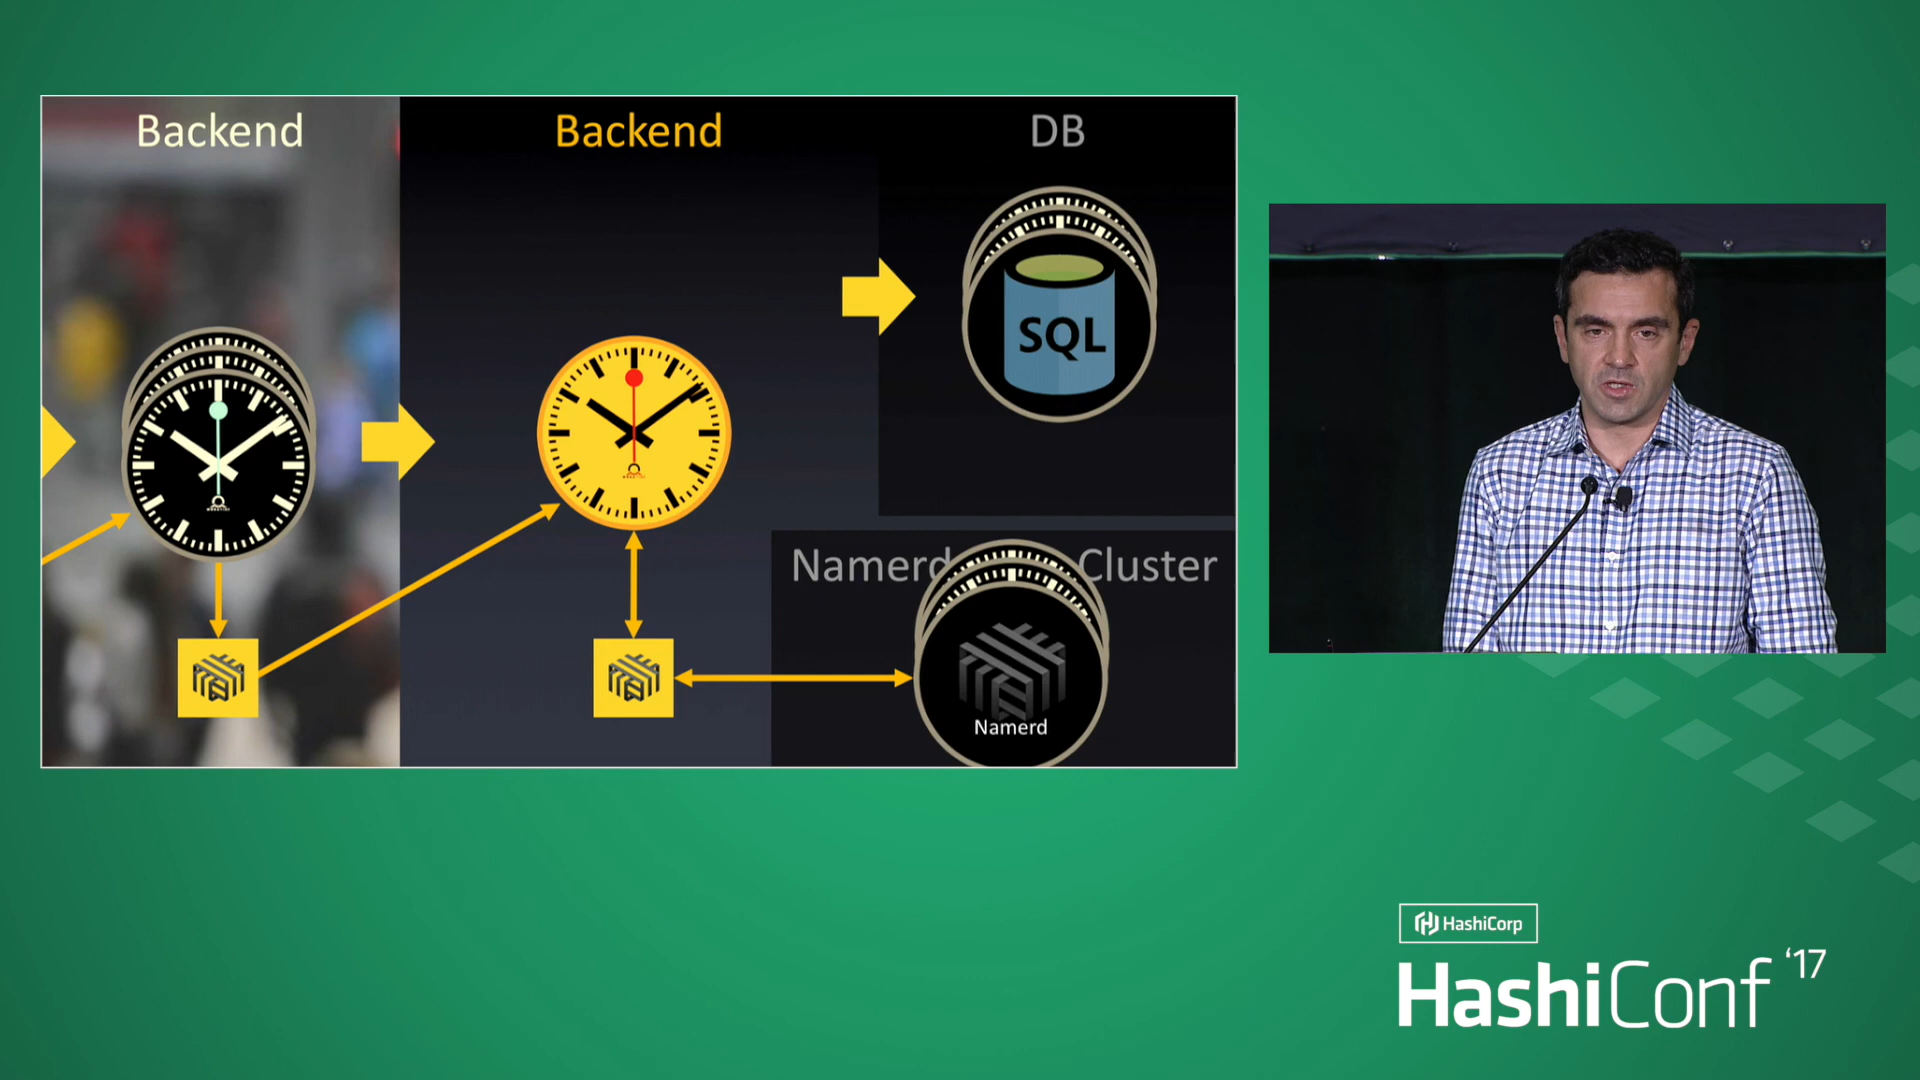 Backend
Backend
DB
SQL
Namerd Cluster
Namerd
HashiCorp
HashiConf '17